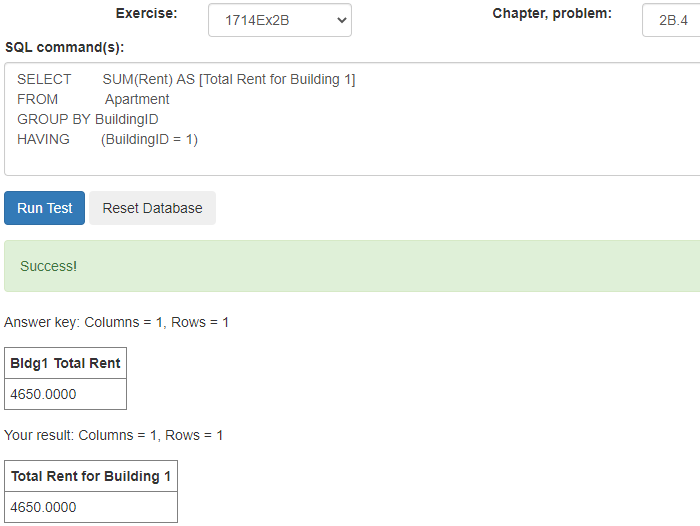 Exercise: 1714Ex2B Chapter, problem: 2B.4
SQL command(s):
SELECT SUM(Rent) AS [Total Rent for Building 1]
FROM Apartment
GROUP BY BuildingID
HAVING (BuildingID = 1)
Run Test Reset Database
Success!
Answer key: Columns = 1, Rows = 1
Bldg1 Total Rent
4650.0000
Your result: Columns = 1, Rows = 1
Total Rent for Building 1
4650.0000